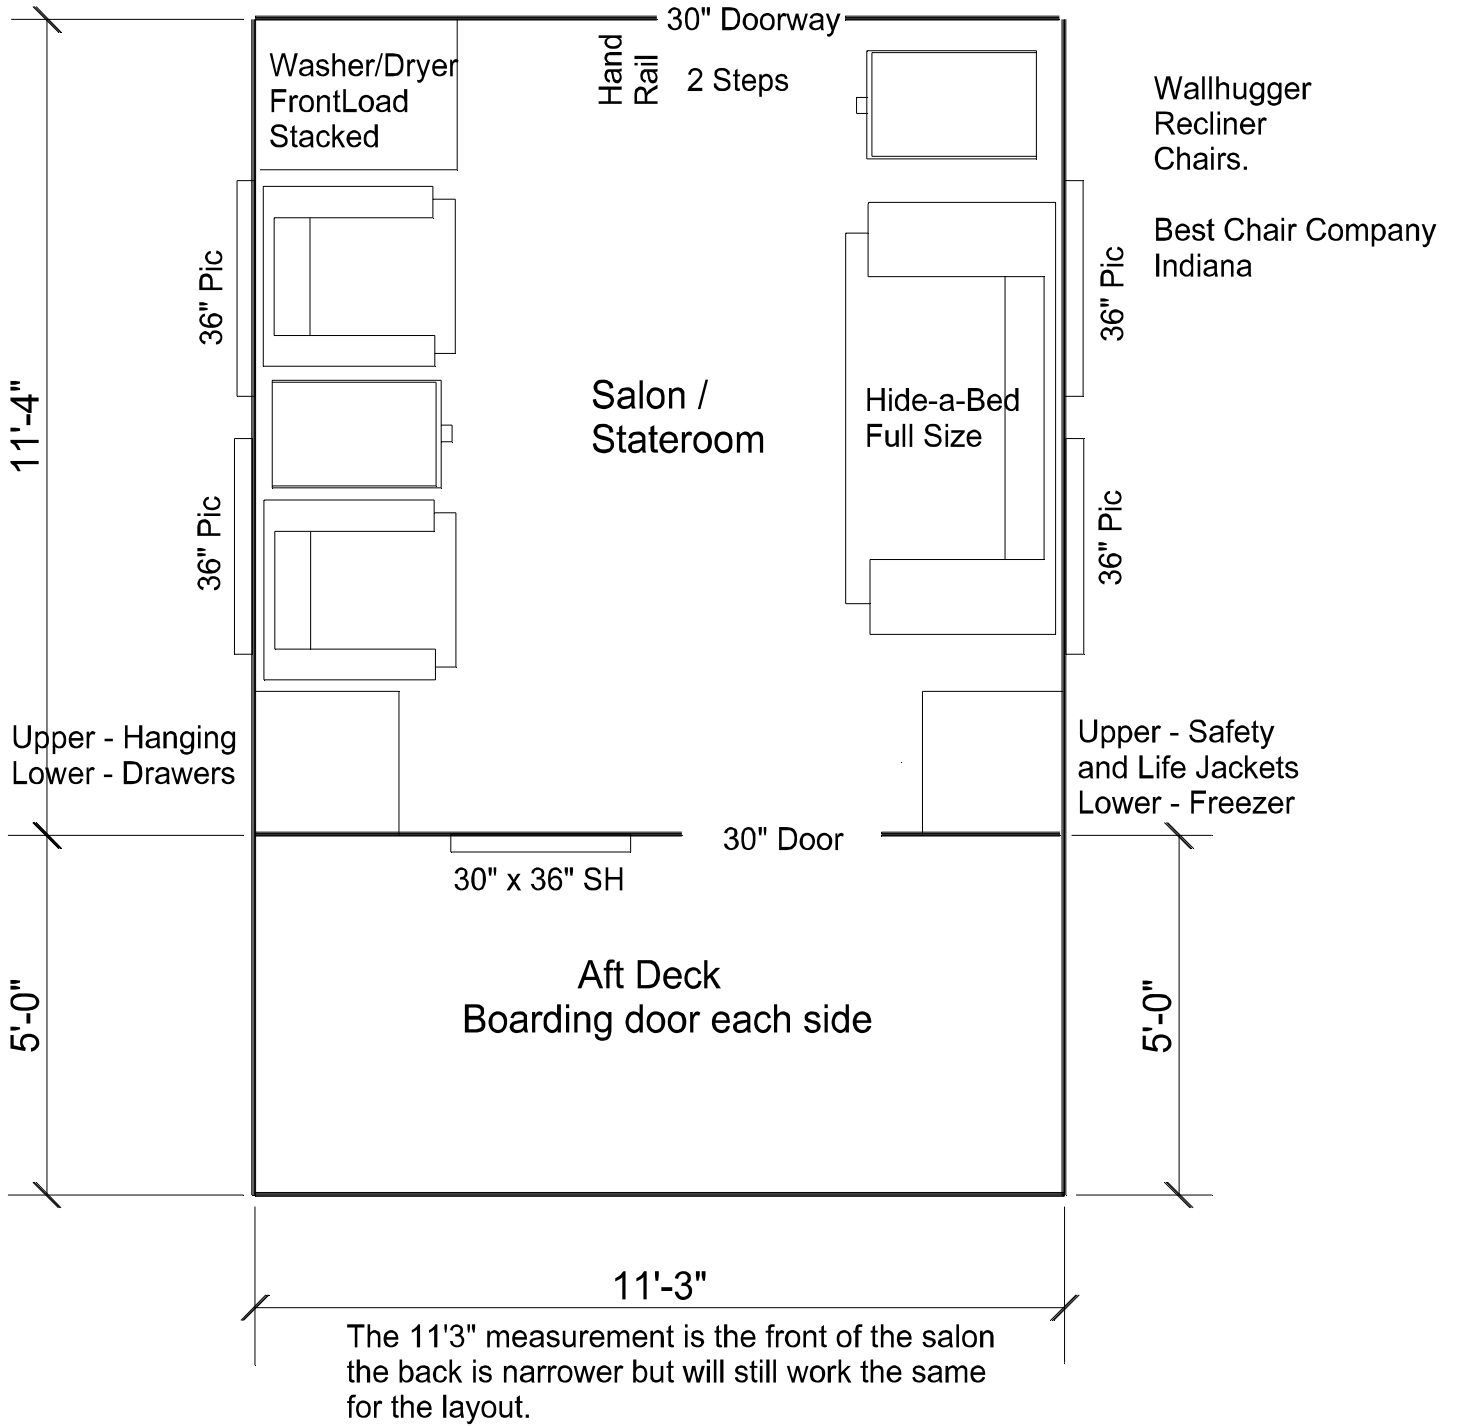 30" Doorway
Washer/Dryer
FrontLoad
Stacked
Hand
Rail
2 Steps
Wallhugger
Recliner
Chairs.
Best Chair Company
Indiana
36" Pic
36" Pic
11'-4"
Salon /
Stateroom
Hide-a-Bed
Full Size
36" Pic
36" Pic
Upper - Hanging
Lower - Drawers
Upper - Safety
and Life Jackets
Lower - Freezer
30" Door
30" x 36" SH
Aft Deck
Boarding door each side
5'-0"
5'-0"
11'-3"
The 11'3" measurement is the front of the salon
the back is narrower but will still work the same
for the layout.